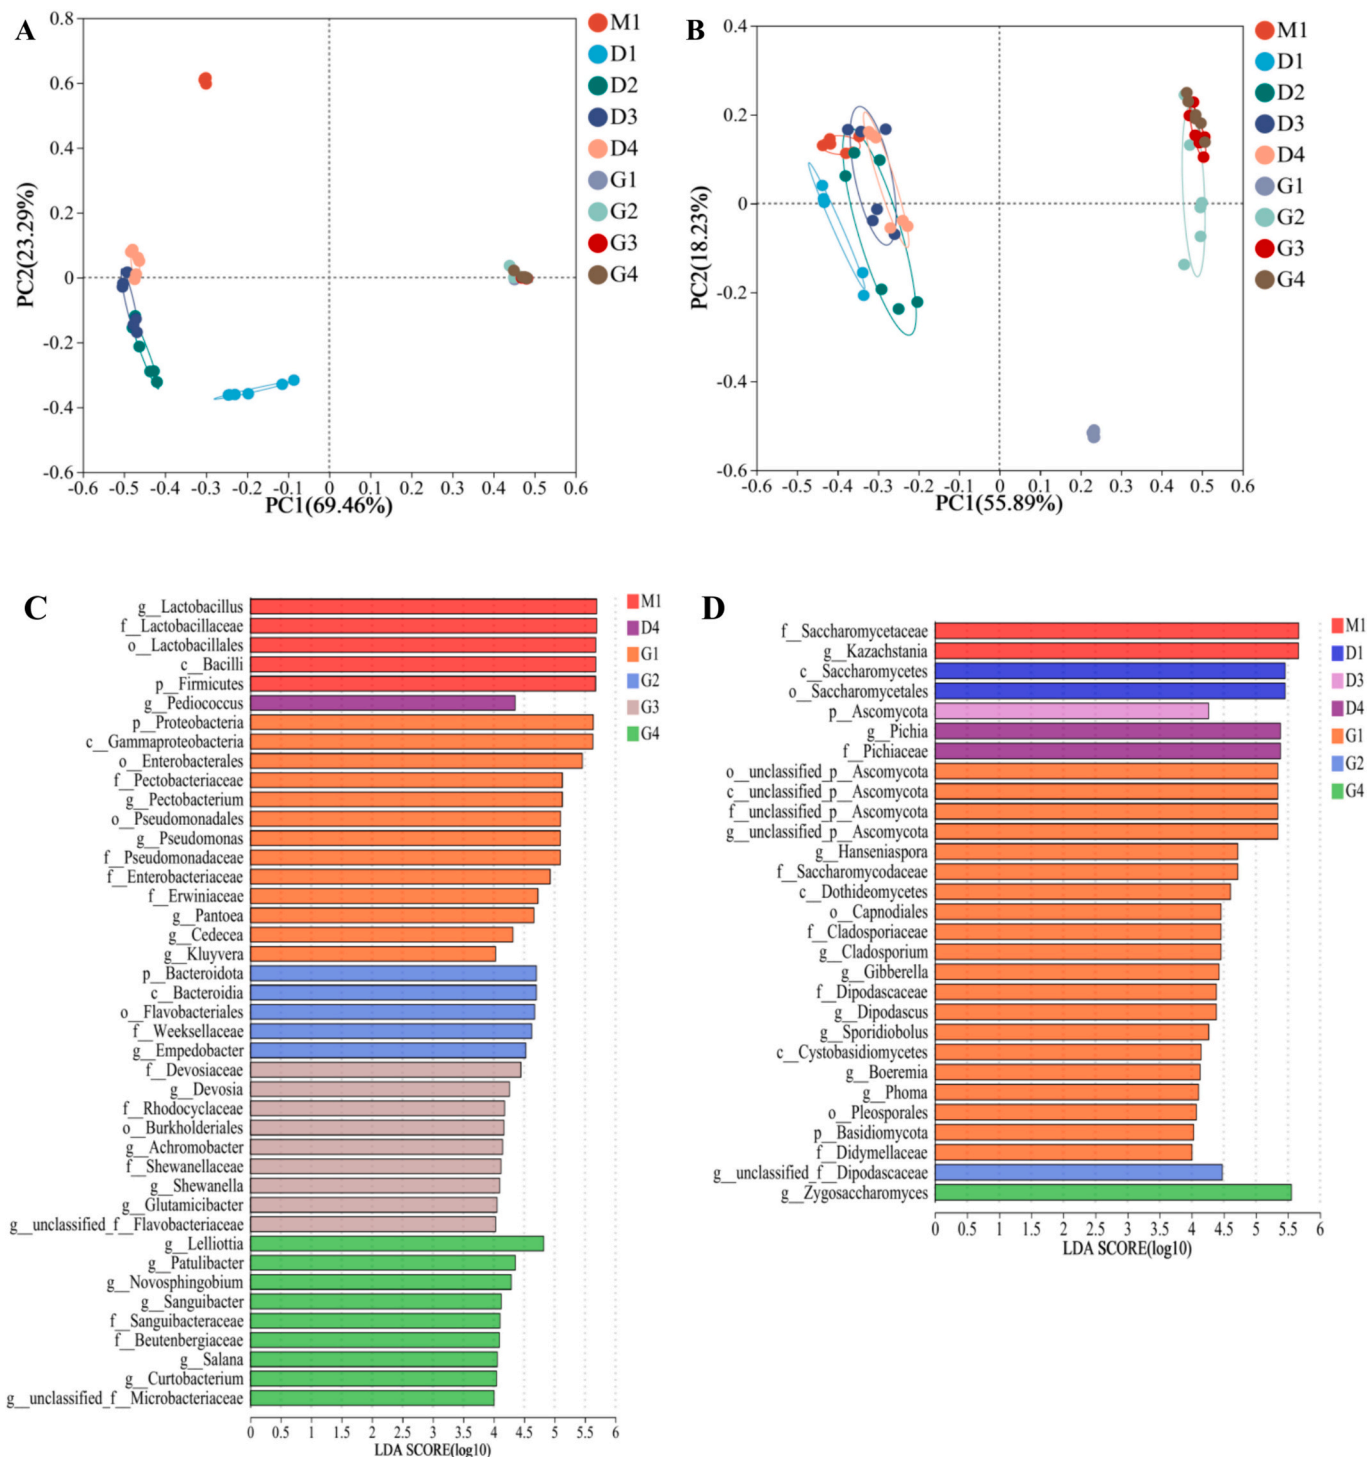 A
0.8
0.6
0.4
0.2
0
-0.2
-0.4
-0.6
PC2(23.29%)
-0.6 -0.5 -0.4 -0.3 -0.2 -0.1 0 0.1 0.2 0.3 0.4 0.5 0.6
PC1(69.46%)
M1
D1
D2
D3
D4
G1
G2
G3
G4
B
0.4
0.2
0
-0.2
-0.4
-0.6
PC2(18.23%)
-0.6 -0.5 -0.4 -0.3 -0.2 -0.1 0 0.1 0.2 0.3 0.4 0.5 0.6
PC1(55.89%)
M1
D1
D2
D3
D4
G1
G2
G3
G4
C
g__Lactobacillus
f__Lactobacillaceae
o__Lactobacillales
c__Bacilli
p__Firmicutes
g__Pediococcus
p__Proteobacteria
c__Gammaproteobacteria
o__Enterobacterales
f__Pectobacteriaceae
g__Pectobacterium
o__Pseudomonadales
g__Pseudomonas
f__Pseudomonadaceae
f__Enterobacteriaceae
f__Erwiniaceae
g__Pantoea
g__Cedecea
g__Kluyvera
p__Bacteroidota
c__Bacteroidia
o__Flavobacteriales
f__Weeksellaceae
g__Empedobacter
f__Devosiaceae
g__Devosia
f__Rhodocyclaceae
o__Burkholderiales
g__Achromobacter
f__Shewanellaceae
g__Shewanella
g__Glutamicibacter
g__unclassified_f__Flavobacteriaceae
g__Lelliottia
g__Patulibacter
g__Novosphingobium
g__Sanguibacter
f__Sanguibacteraceae
f__Beutenbergiaceae
g__Salana
g__Curtobacterium
g__unclassified_f__Microbacteriaceae
0 0.5 1 1.5 2 2.5 3 3.5 4 4.5 5 5.5 6
LDA SCORE(log10)
M1
D4
G1
G2
G3
G4
D
f__Saccharomycetaceae
g__Kazachstania
c__Saccharomycetes
o__Saccharomycetales
p__Ascomycota
g__Pichia
f__Pichiaceae
o__unclassified_p__Ascomycota
c__unclassified_p__Ascomycota
f__unclassified_p__Ascomycota
g__unclassified_p__Ascomycota
g__Hanseniaspora
f__Saccharomycodaceae
c__Dothideomycetes
o__Capnodiales
f__Cladosporiaceae
g__Cladosporium
g__Gibberella
f__Dipodascaceae
g__Dipodascus
g__Sporidiobolus
c__Cystobasidiomycetes
g__Boeremia
g__Phoma
o__Pleosporales
p__Basidiomycota
f__Didymellaceae
g__unclassified_f__Dipodascaceae
g__Zygosaccharomyces
0 0.5 1 1.5 2 2.5 3 3.5 4 4.5 5 5.5 6
LDA SCORE(log10)
M1
D1
D3
D4
G1
G2
G4